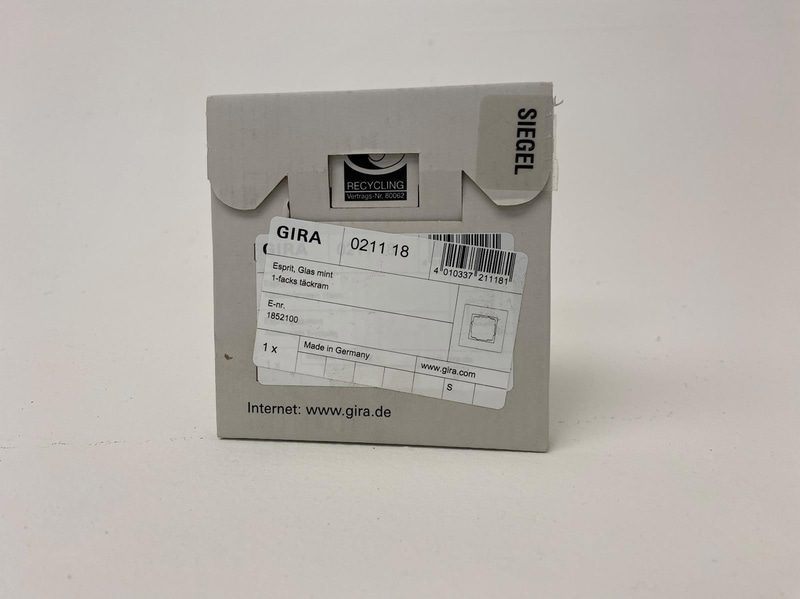 SIEGEL
RECYCLING
Vertrags-Nr. 80062
GIRA
0211 18
4 010337 211181
Esprit, Glas mint
1-facks täckram
E-nr.
1852100
1 x
Made in Germany
www.gira.com
S
Internet: www.gira.de